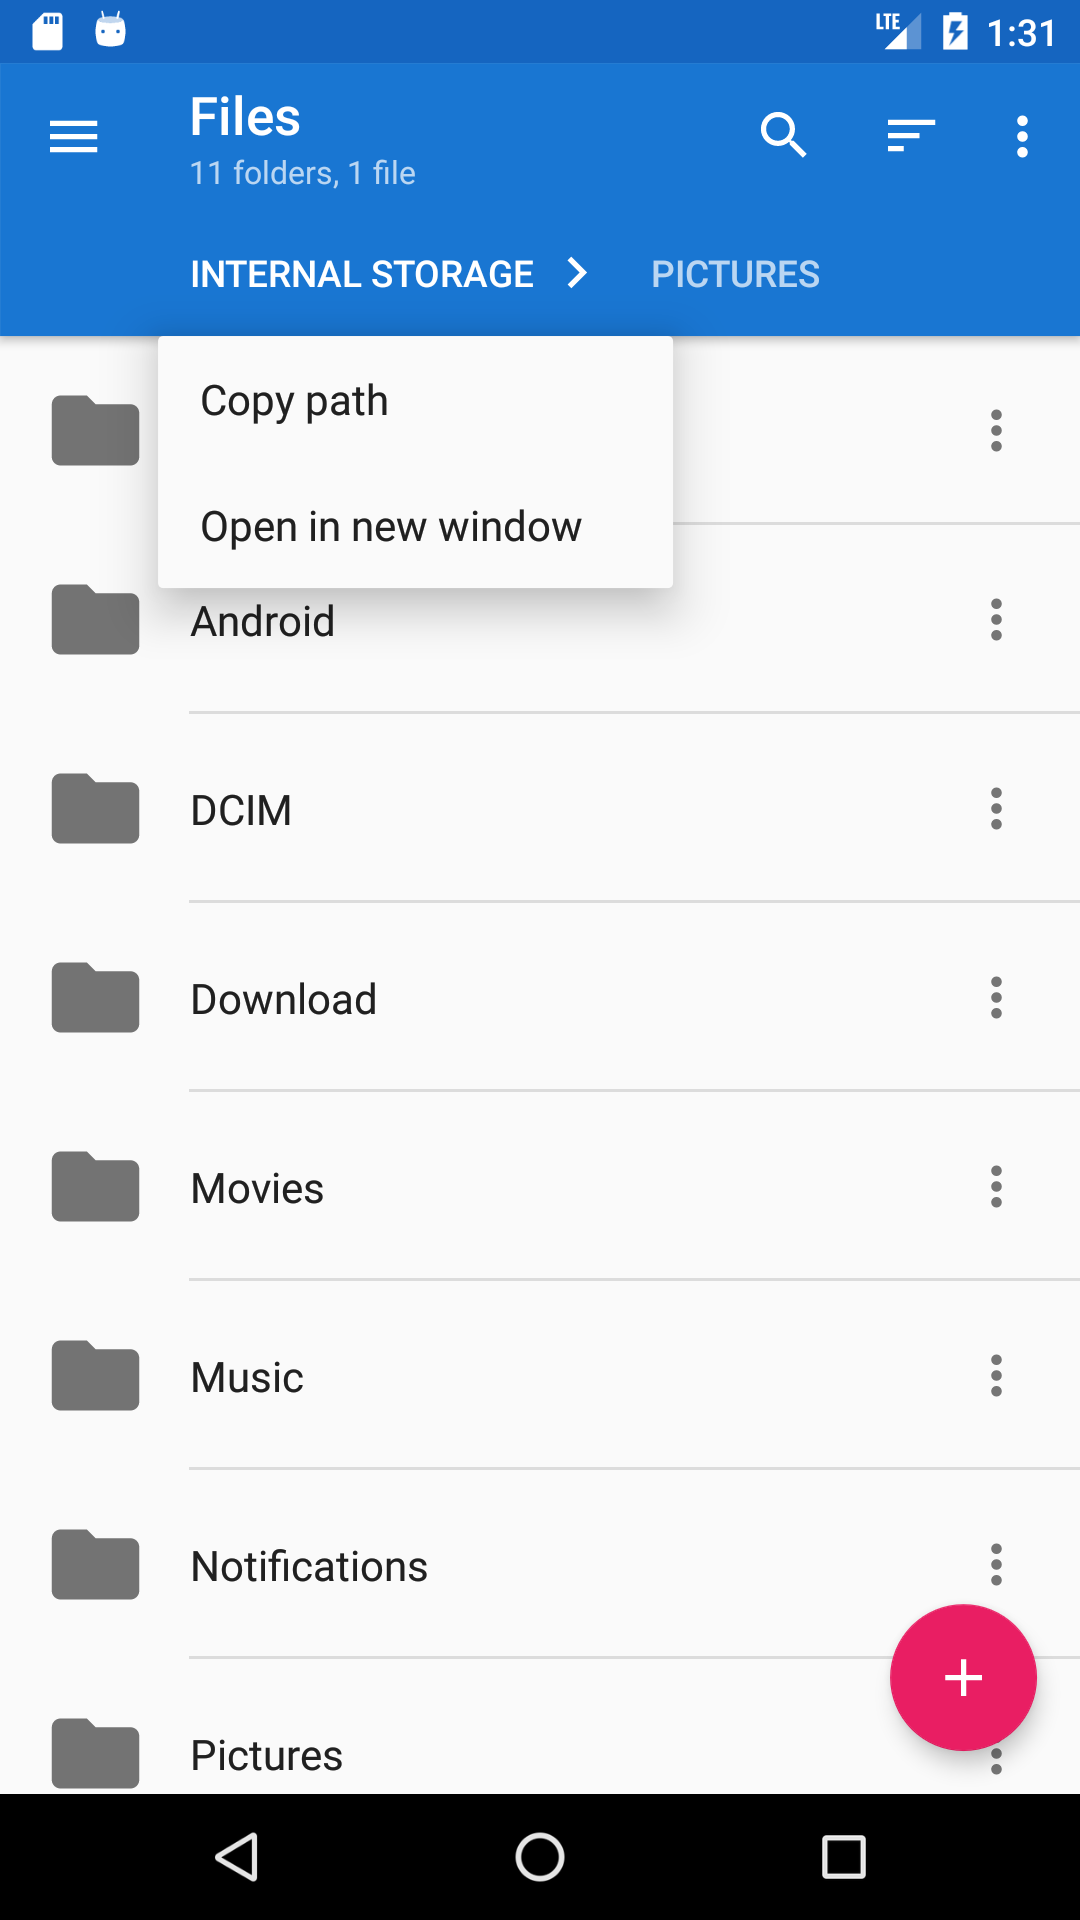 LTE 1:31
Files
11 folders, 1 file
INTERNAL STORAGE PICTURES
Copy path
Open in new window
Android
DCIM
Download
Movies
Music
Notifications
Pictures